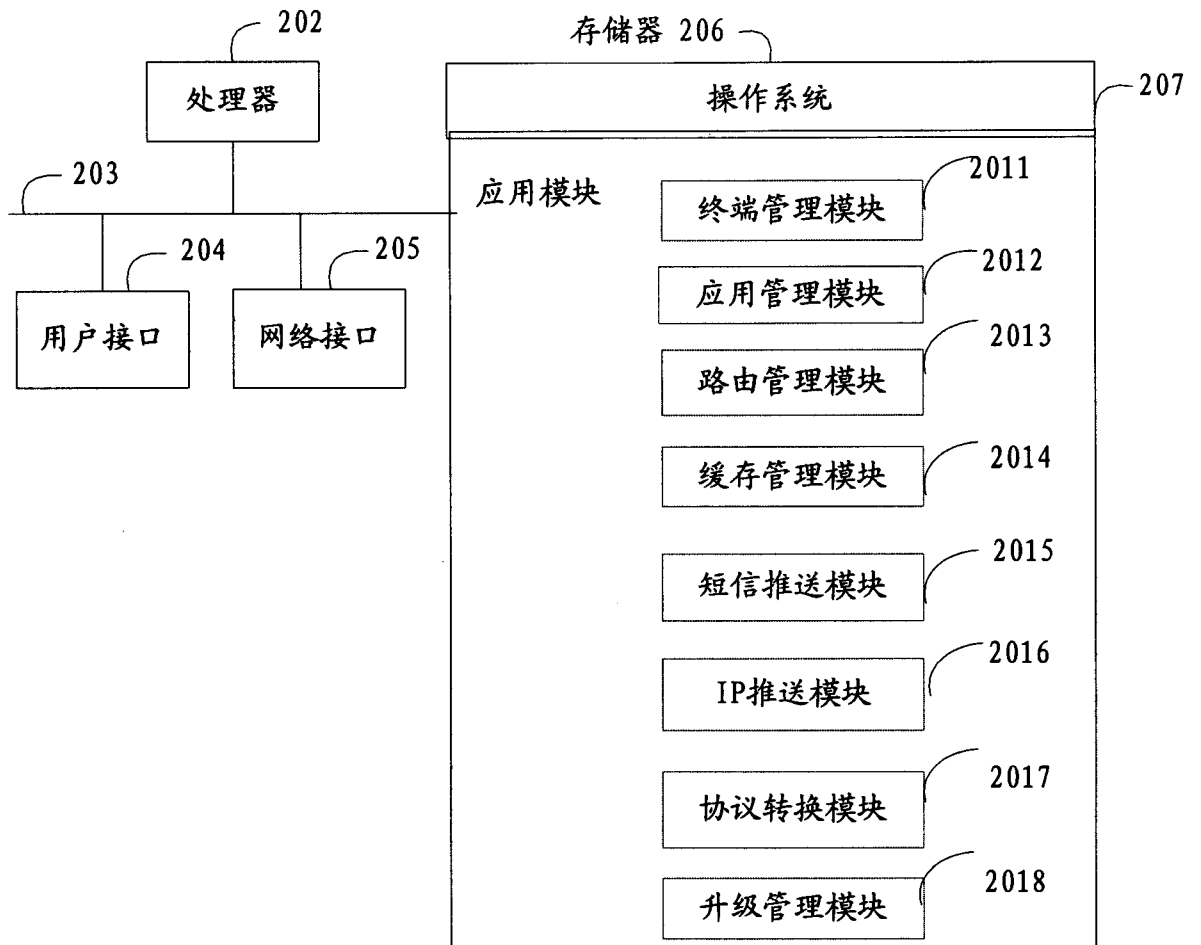 202
存储器 206
处理器
操作系统
207
203
应用模块
2011
终端管理模块
204
205
2012
应用管理模块
用户接口
网络接口
2013
路由管理模块
2014
缓存管理模块
2015
短信推送模块
2016
IP推送模块
2017
协议转换模块
2018
升级管理模块